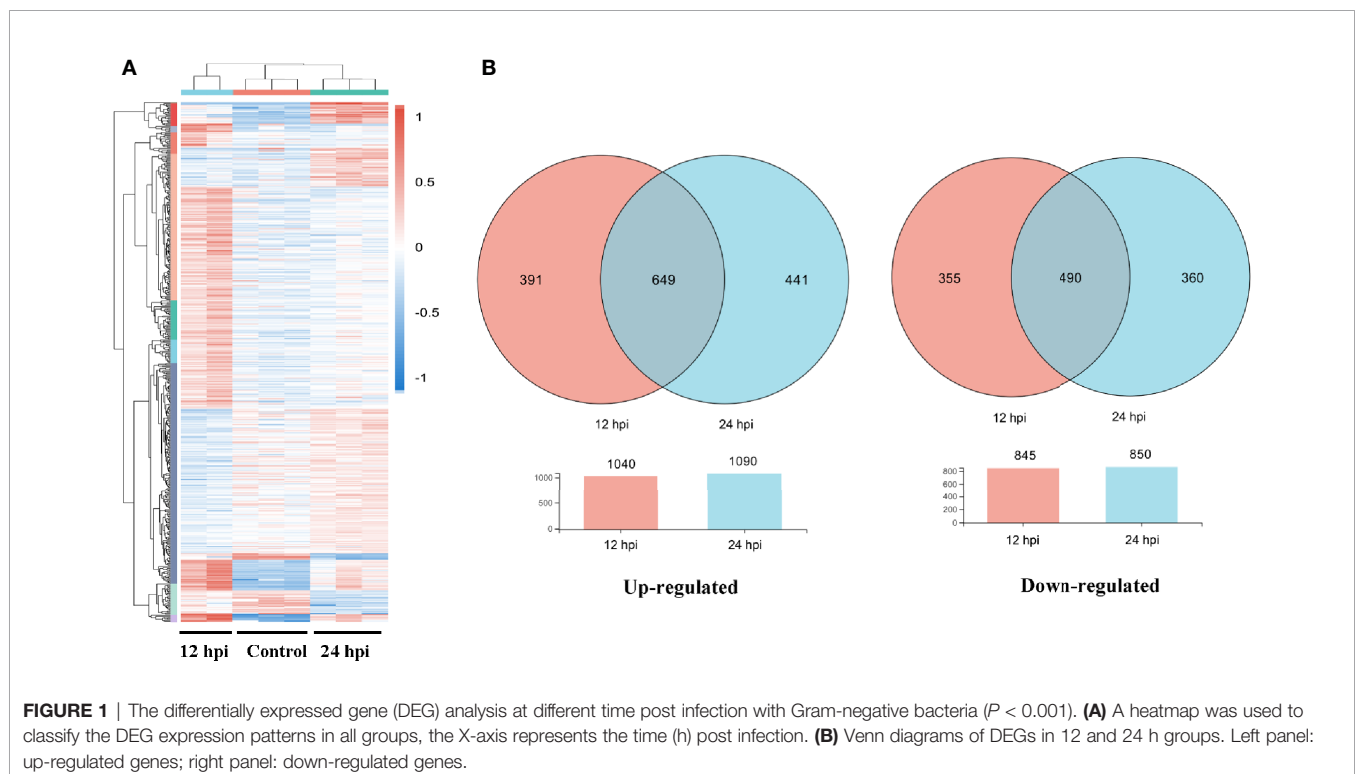 A
B
1
0.5
0
-0.5
-1
12 hpi
Control
24 hpi
391
649
441
12 hpi
24 hpi
1040
1090
1000
500
0
12 hpi
24 hpi
Up-regulated
355
490
360
12 hpi
24 hpi
845
850
800
600
400
200
0
12 hpi
24 hpi
Down-regulated
FIGURE 1 | The differentially expressed gene (DEG) analysis at different time post infection with Gram-negative bacteria (P < 0.001). (A) A heatmap was used to
classify the DEG expression patterns in all groups, the X-axis represents the time (h) post infection. (B) Venn diagrams of DEGs in 12 and 24 h groups. Left panel:
up-regulated genes; right panel: down-regulated genes.